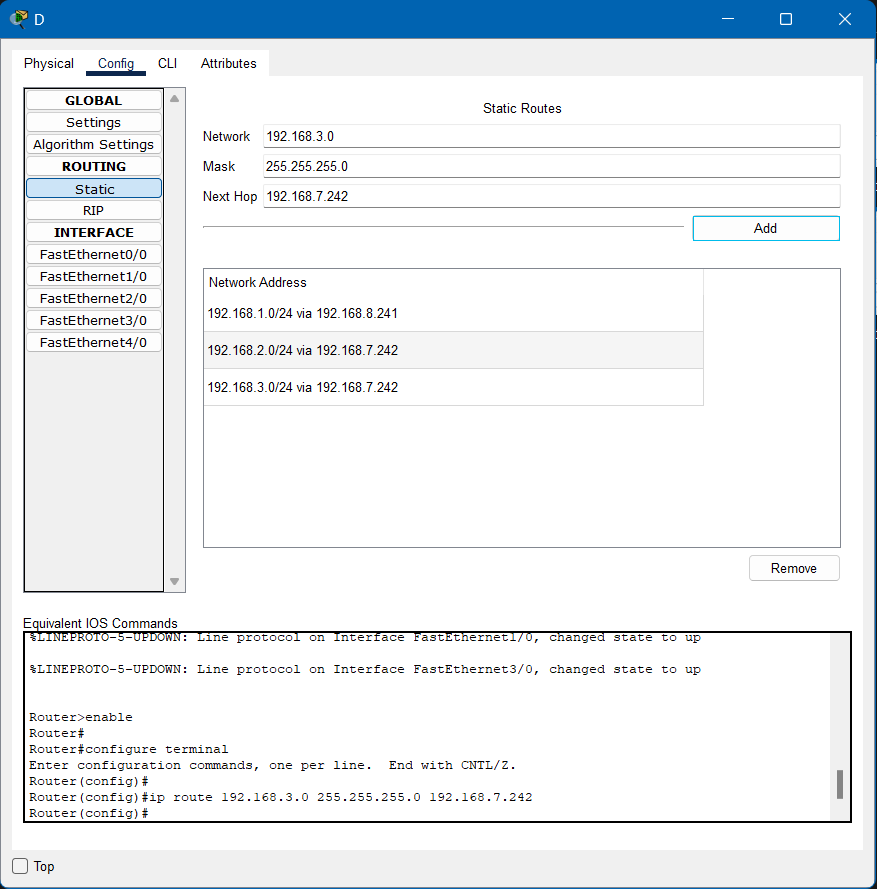 D
Physical Config CLI Attributes
GLOBAL
Settings
Algorithm Settings
ROUTING
Static
RIP
INTERFACE
FastEthernet0/0
FastEthernet1/0
FastEthernet2/0
FastEthernet3/0
FastEthernet4/0
Static Routes
Network 192.168.3.0
Mask 255.255.255.0
Next Hop 192.168.7.242
Add
Network Address
192.168.1.0/24 via 192.168.8.241
192.168.2.0/24 via 192.168.7.242
192.168.3.0/24 via 192.168.7.242
Remove
Equivalent IOS Commands
%LINEPROTO-5-UPDOWN: Line protocol on Interface FastEthernet1/0, changed state to up
%LINEPROTO-5-UPDOWN: Line protocol on Interface FastEthernet3/0, changed state to up
Router>enable
Router#
Router#configure terminal
Enter configuration commands, one per line.  End with CNTL/Z.
Router(config)#
Router(config)#ip route 192.168.3.0 255.255.255.0 192.168.7.242
Router(config)#
Top